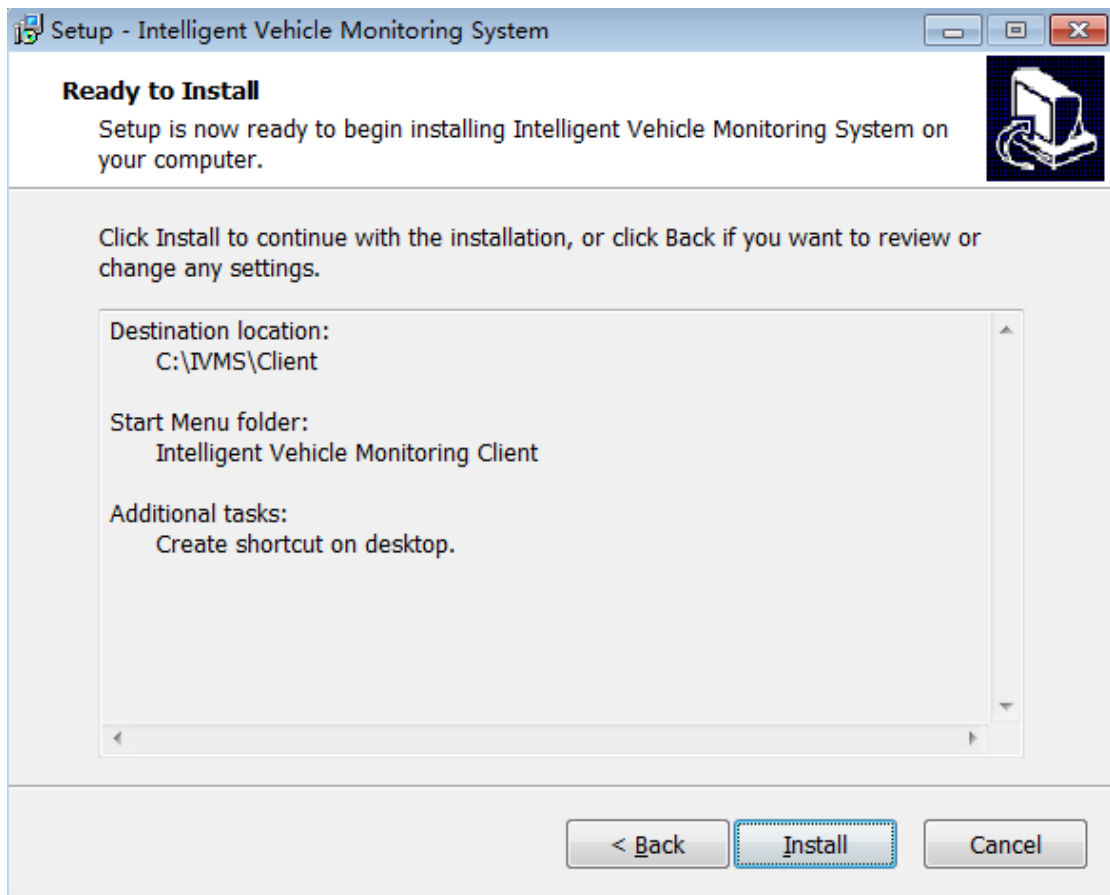 Setup - Intelligent Vehicle Monitoring System
Ready to Install
Setup is now ready to begin installing Intelligent Vehicle Monitoring System on
your computer.
Click Install to continue with the installation, or click Back if you want to review or
change any settings.
Destination location:
C:\IVMS\Client
Start Menu folder:
Intelligent Vehicle Monitoring Client
Additional tasks:
Create shortcut on desktop.
< Back Install Cancel